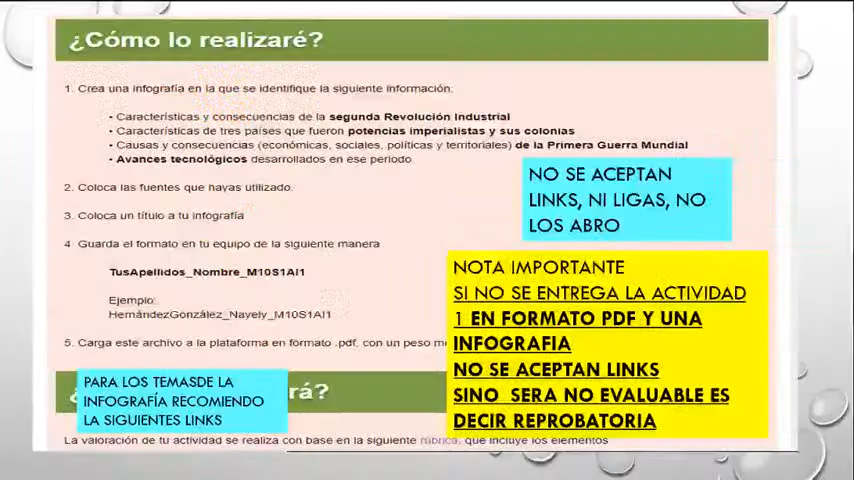 ¿Cómo lo realizaré?
1. Crea una infografía en la que se identifique la siguiente información:
- Características y consecuencias de la segunda Revolución Industrial
- Características de tres países que fueron potencias imperialistas y sus colonias
- Causas y consecuencias (económicas, sociales, políticas y territoriales) de la Primera Guerra Mundial
- Avances tecnológicos desarrollados en ese periodo
2. Coloca las fuentes que hayas utilizado.
3. Coloca un título a tu infografía
4 Guarda el formato en tu equipo de la siguiente manera
TusApellidos_Nombre_M10S1AI1
Ejemplo:
HernándezGonzález_Nayely_M10S1AI1
5. Carga este archivo a la plataforma en formato .pdf, con un peso
NO SE ACEPTAN
LINKS, NI LIGAS, NO
LOS ABRO
NOTA IMPORTANTE
SI NO SE ENTREGA LA ACTIVIDAD
1 EN FORMATO PDF Y UNA
INFOGRAFIA
NO SE ACEPTAN LINKS
SINO SERA NO EVALUABLE ES
DECIR REPROBATORIA
PARA LOS TEMASDE LA
INFOGRAFÍA RECOMIENDO
LA SIGUIENTES LINKS
rá?
La valoración de tu actividad se realiza con base en la siguiente rúbrica, que incluye los elementos